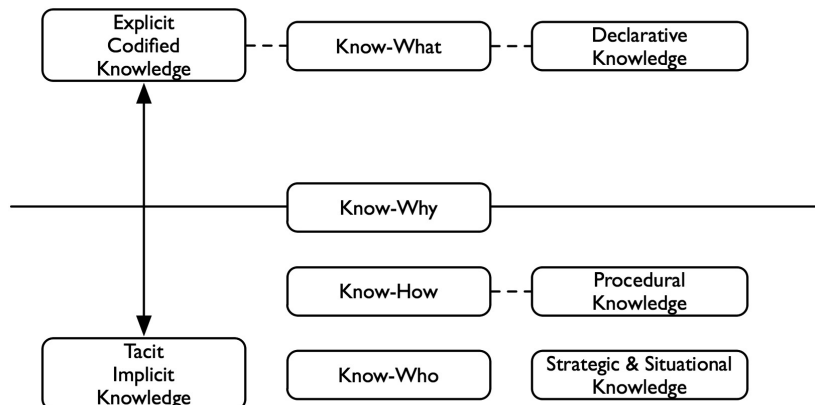 Explicit
Codified
Knowledge
Know-What
Declarative
Knowledge
Know-Why
Know-How
Procedural
Knowledge
Tacit
Implicit
Knowledge
Know-Who
Strategic & Situational
Knowledge